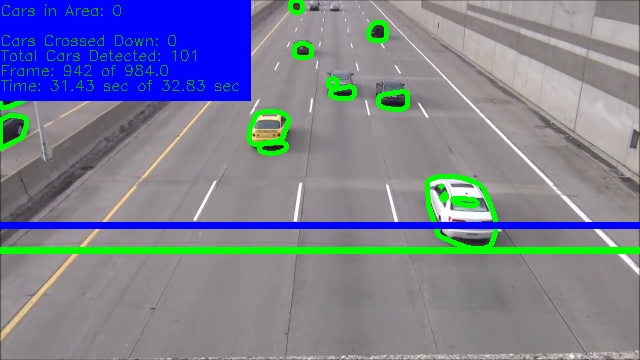 Cars in Area: 0
Cars Crossed Down: 0
Total Cars Detected: 101
Frame: 942 of 984.0
Time: 31.43 sec of 32.83 sec